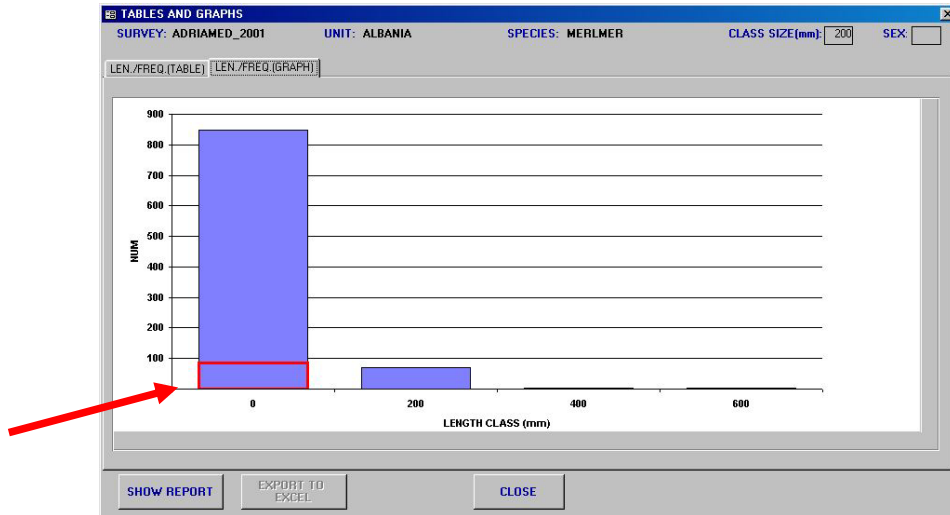 TABLES AND GRAPHS
SURVEY: ADRIAMED_2001 UNIT: ALBANIA SPECIES: MERLMER CLASS SIZE(mm): 200 SEX:
LEN./FREQ.(TABLE) LEN./FREQ.(GRAPH)
900
800
700
600
500
400
300
200
100
NUM
0 200 400 600
LENGTH CLASS (mm)
SHOW REPORT EXPORT TO EXCEL CLOSE